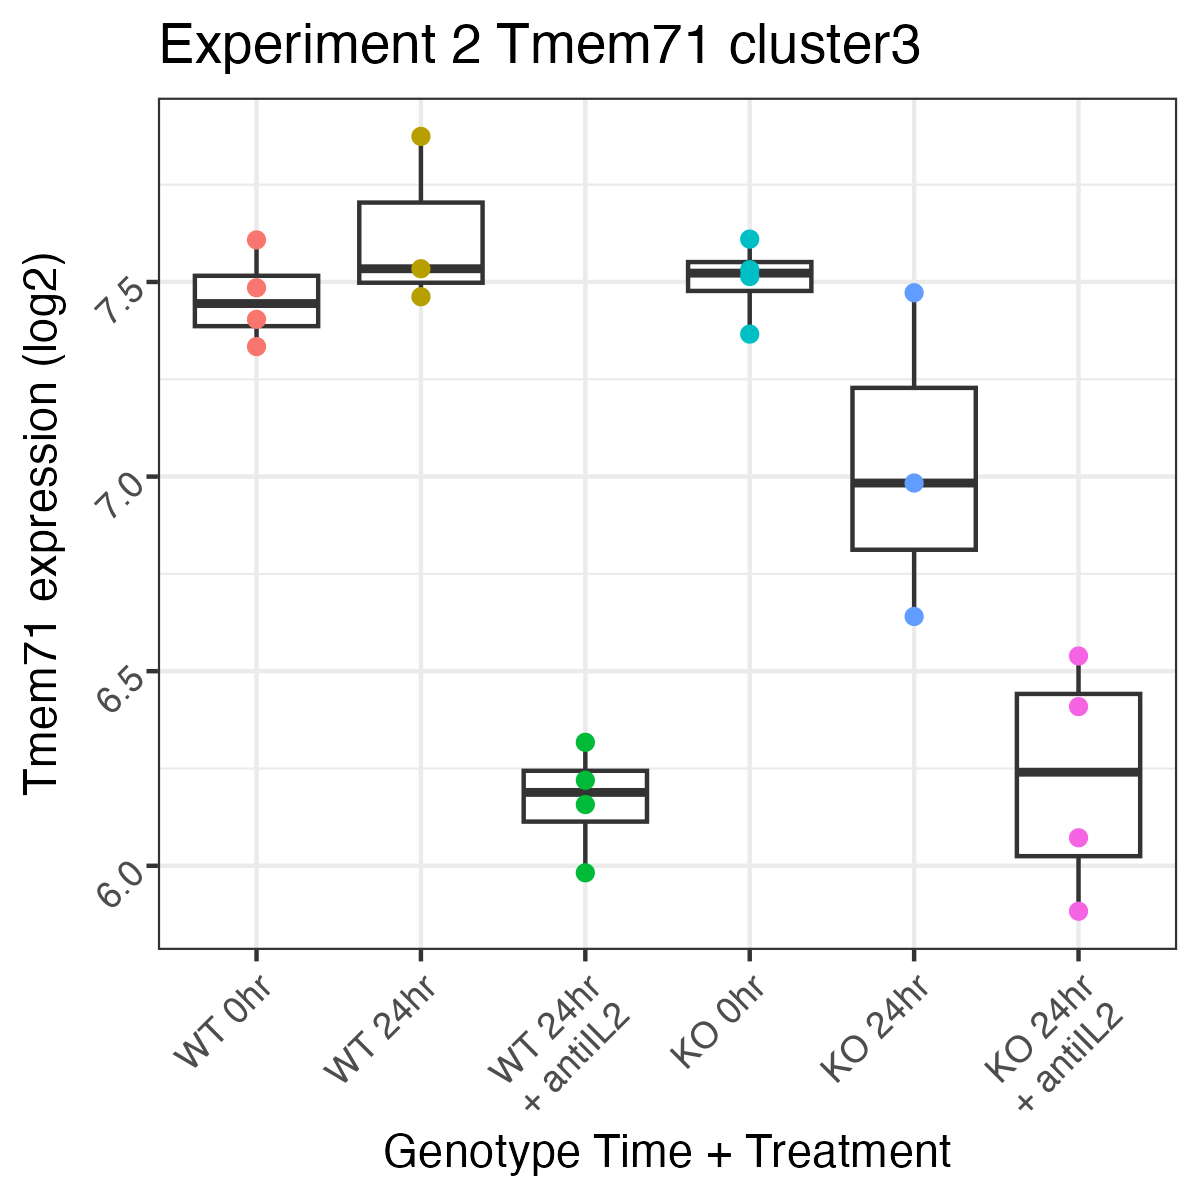 Experiment 2 Tmem71 cluster3
Tmem71 expression (log2)
7.5
7.0
6.5
6.0
WT 0hr
WT 24hr
WT 24hr
+ antiIL2
KO 0hr
KO 24hr
KO 24hr
+ antiIL2
Genotype Time + Treatment